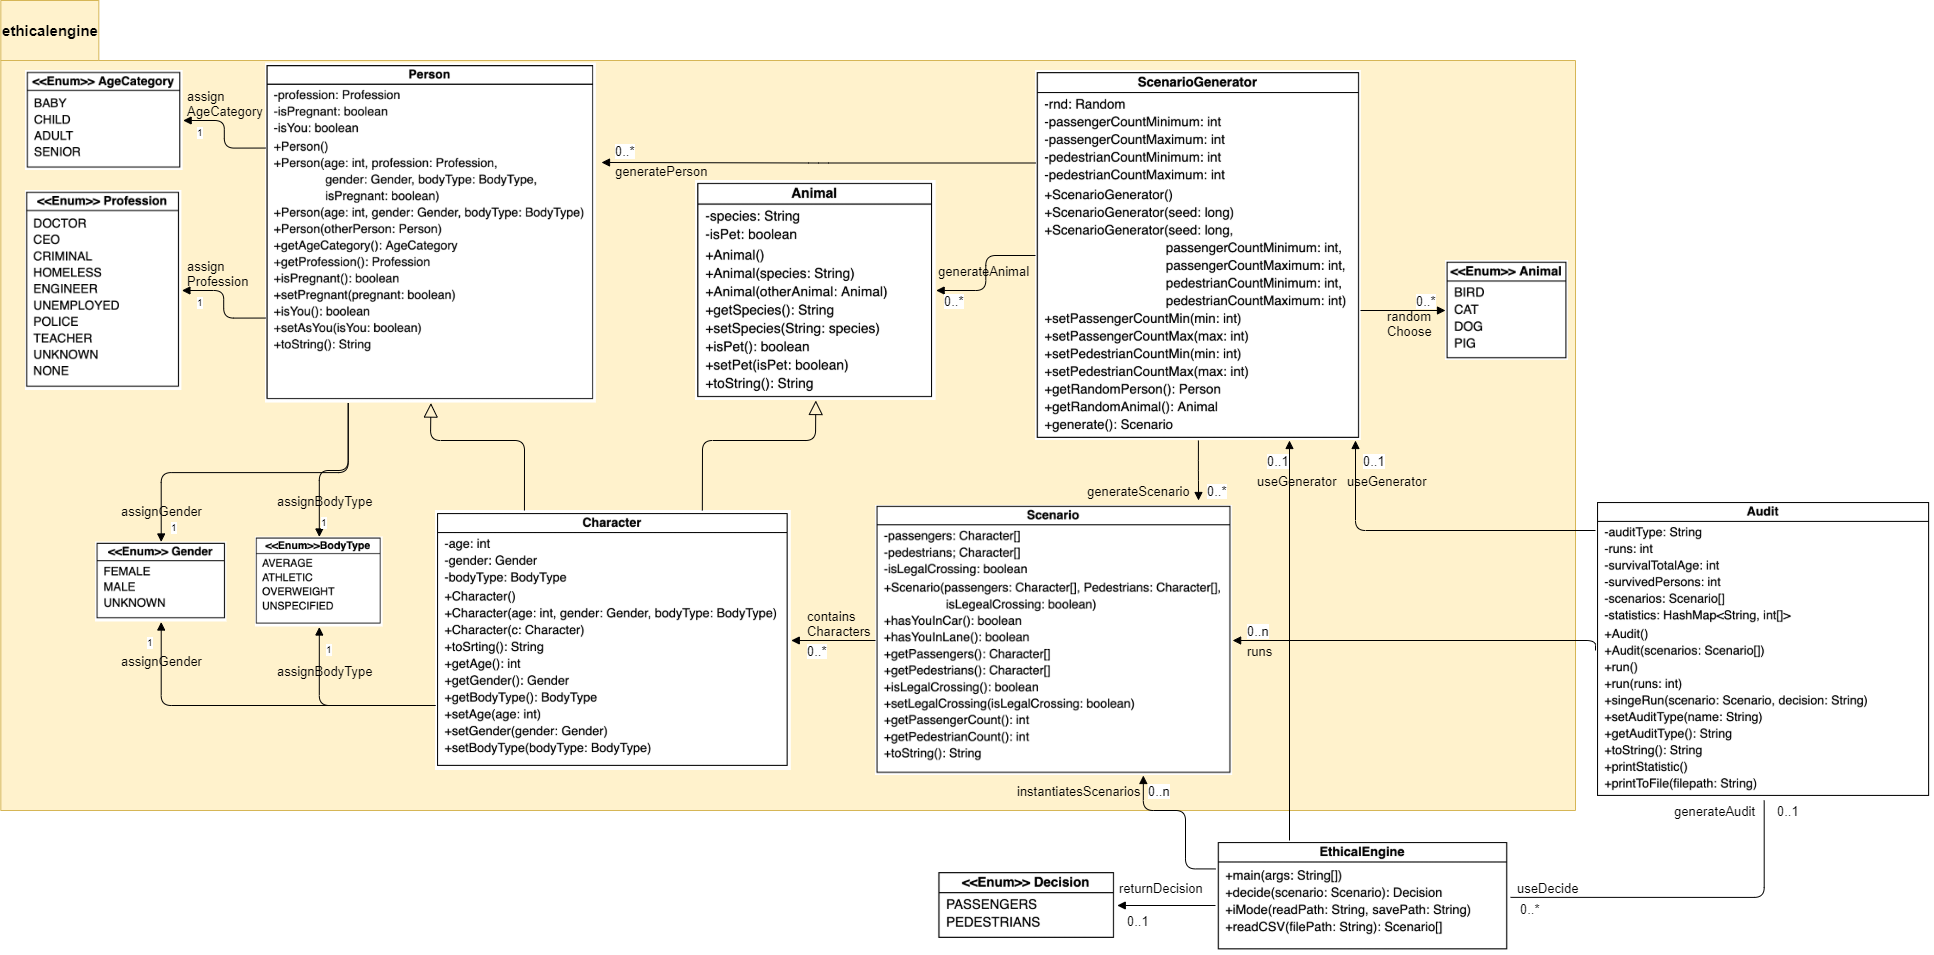 ethicalengine
<<Enum>> AgeCategory
BABY
CHILD
ADULT
SENIOR
assign
AgeCategory
1
<<Enum>> Profession
DOCTOR
CEO
CRIMINAL
HOMELESS
ENGINEER
UNEMPLOYED
POLICE
TEACHER
UNKNOWN
NONE
assign
Profession
1
Person
-profession: Profession
-isPregnant: boolean
-isYou: boolean
+Person()
+Person(age: int, profession: Profession,
gender: Gender, bodyType: BodyType,
isPregnant: boolean)
+Person(age: int, gender: Gender, bodyType: BodyType)
+Person(otherPerson: Person)
+getAgeCategory(): AgeCategory
+getProfession(): Profession
+isPregnant(): boolean
+setPregnant(pregnant: boolean)
+isYou(): boolean
+setAsYou(isYou: boolean)
+toString(): String
0..*
generatePerson
Animal
-species: String
-isPet: boolean
+Animal()
+Animal(species: String)
+Animal(otherAnimal: Animal)
+getSpecies(): String
+setSpecies(String: species)
+isPet(): boolean
+setPet(isPet: boolean)
+toString(): String
generateAnimal
0..*
ScenarioGenerator
-rnd: Random
-passengerCountMinimum: int
-passengerCountMaximum: int
-pedestrianCountMinimum: int
-pedestrianCountMaximum: int
+ScenarioGenerator()
+ScenarioGenerator(seed: long)
+ScenarioGenerator(seed: long,
passengerCountMinimum: int,
passengerCountMaximum: int,
pedestrianCountMinimum: int,
pedestrianCountMaximum: int)
+setPassengerCountMin(min: int)
+setPassengerCountMax(max: int)
+setPedestrianCountMin(min: int)
+setPedestrianCountMax(max: int)
+getRandomPerson(): Person
+getRandomAnimal(): Animal
+generate(): Scenario
0..*
random
Choose
<<Enum>> Animal
BIRD
CAT
DOG
PIG
assignGender
1
assignBodyType
1
<<Enum>> Gender
FEMALE
MALE
UNKNOWN
<<Enum>>BodyType
AVERAGE
ATHLETIC
OVERWEIGHT
UNSPECIFIED
1
assignGender
1
assignBodyType
Character
-age: int
-gender: Gender
-bodyType: BodyType
+Character()
+Character(age: int, gender: Gender, bodyType: BodyType)
+Character(c: Character)
+toSrting(): String
+getAge(): int
+getGender(): Gender
+getBodyType(): BodyType
+setAge(age: int)
+setGender(gender: Gender)
+setBodyType(bodyType: BodyType)
contains
Characters
0..*
generateScenario
0..*
0..1
useGenerator
0..1
useGenerator
Scenario
-passengers: Character[]
-pedestrians; Character[]
-isLegalCrossing: boolean
+Scenario(passengers: Character[], Pedestrians: Character[],
isLegealCrossing: boolean)
+hasYouInCar(): boolean
+hasYouInLane(): boolean
+getPassengers(): Character[]
+getPedestrians(): Character[]
+isLegalCrossing(): boolean
+setLegalCrossing(isLegalCrossing: boolean)
+getPassengerCount(): int
+getPedestrianCount(): int
+toString(): String
0..n
runs
Audit
-auditType: String
-runs: int
-survivalTotalAge: int
-survivedPersons: int
-scenarios: Scenario[]
-statistics: HashMap<String, int[]>
+Audit()
+Audit(scenarios: Scenario[])
+run()
+run(runs: int)
+singeRun(scenario: Scenario, decision: String)
+setAuditType(name: String)
+getAuditType(): String
+toString(): String
+printStatistic()
+printToFile(filepath: String)
instantiatesScenarios
0..n
generateAudit
0..1
<<Enum>> Decision
PASSENGERS
PEDESTRIANS
returnDecision
0..1
EthicalEngine
+main(args: String[])
+decide(scenario: Scenario): Decision
+iMode(readPath: String, savePath: String)
+readCSV(filePath: String): Scenario[]
useDecide
0..*